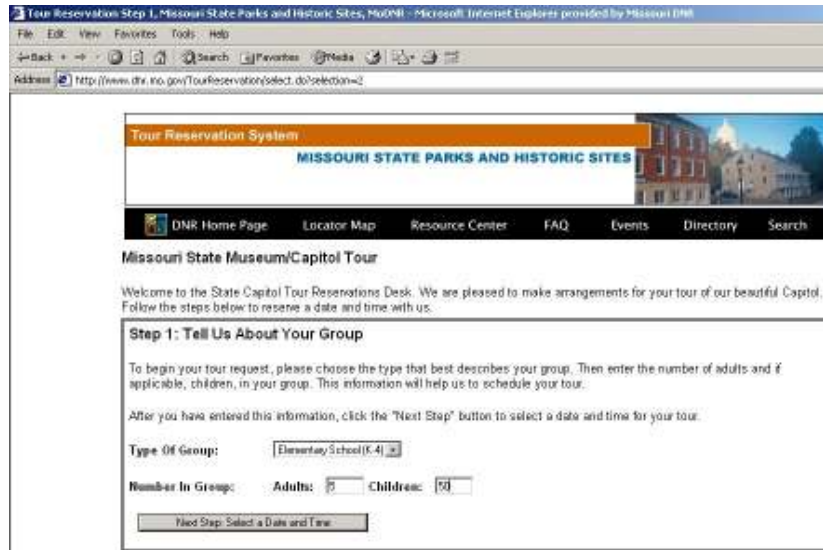 Tour Reservation Step 1, Missouri State Parks and Historic Sites, MoDNR - Microsoft Internet Explorer provided by Missouri DNR
File Edit View Favorites Tools Help
Back Search Favorites Media
Address http://www.dnr.mo.gov/TourReservation/select.do?selection=2
Tour Reservation System
MISSOURI STATE PARKS AND HISTORIC SITES
DNR Home Page Locator Map Resource Center FAQ Events Directory Search
Missouri State Museum/Capitol Tour
Welcome to the State Capitol Tour Reservations Desk. We are pleased to make arrangements for your tour of our beautiful Capitol.
Follow the steps below to reserve a date and time with us.
Step 1: Tell Us About Your Group
To begin your tour request, please choose the type that best describes your group. Then enter the number of adults and if
applicable, children, in your group. This information will help us to schedule your tour.
After you have entered this information, click the "Next Step" button to select a date and time for your tour.
Type Of Group: Elementary School (K-4)
Number In Group: Adults: 5 Children: 50
Next Step: Select a Date and Time